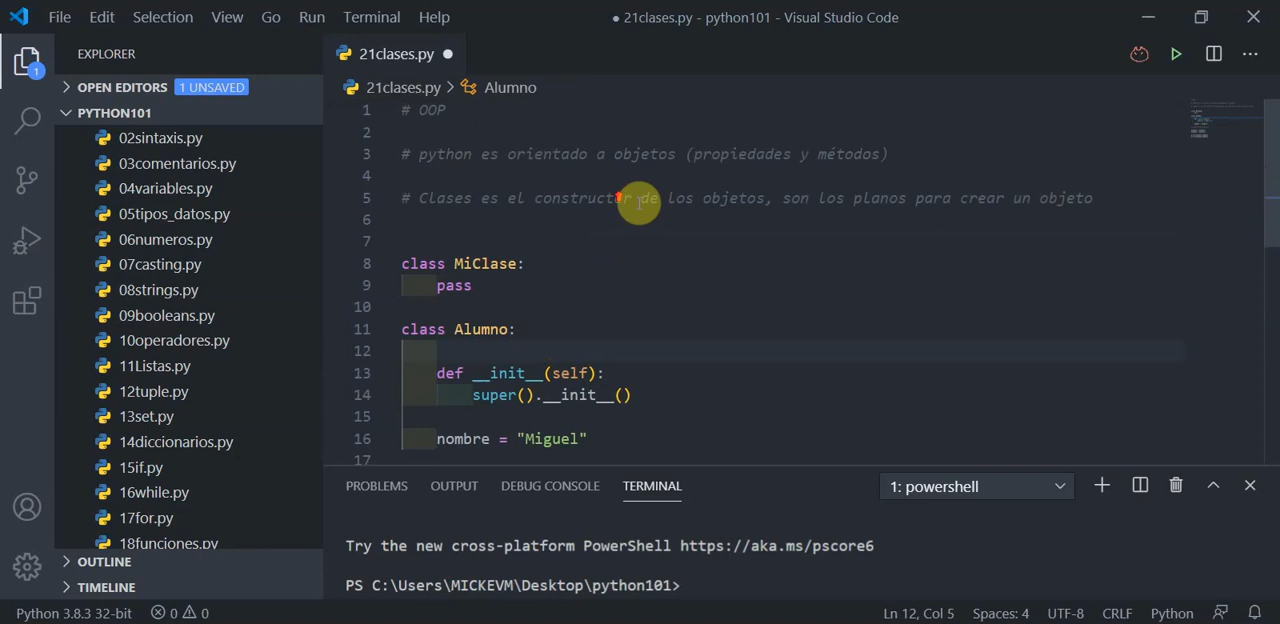 File Edit Selection View Go Run Terminal Help
● 21clases.py - python101 - Visual Studio Code
EXPLORER
OPEN EDITORS 1 UNSAVED
PYTHON101
02sintaxis.py
03comentarios.py
04variables.py
05tipos_datos.py
06numeros.py
07casting.py
08strings.py
09booleans.py
10operadores.py
11Listas.py
12tuple.py
13set.py
14diccionarios.py
15if.py
16while.py
17for.py
18funciones.py
OUTLINE
TIMELINE
1
21clases.py ●
21clases.py > Alumno
1 # OOP
2
3 # python es orientado a objetos (propiedades y métodos)
4
5 # Clases es el constructor de los objetos, son los planos para crear un objeto
6
7
8 class MiClase:
9 pass
10
11 class Alumno:
12
13 def __init__(self):
14 super().__init__()
15
16 nombre = "Miguel"
17
PROBLEMS OUTPUT DEBUG CONSOLE TERMINAL 1: powershell
Try the new cross-platform PowerShell https://aka.ms/pscore6
PS C:\Users\MICKEVM\Desktop\python101>
Python 3.8.3 32-bit 0 0 Ln 12, Col 5 Spaces: 4 UTF-8 CRLF Python